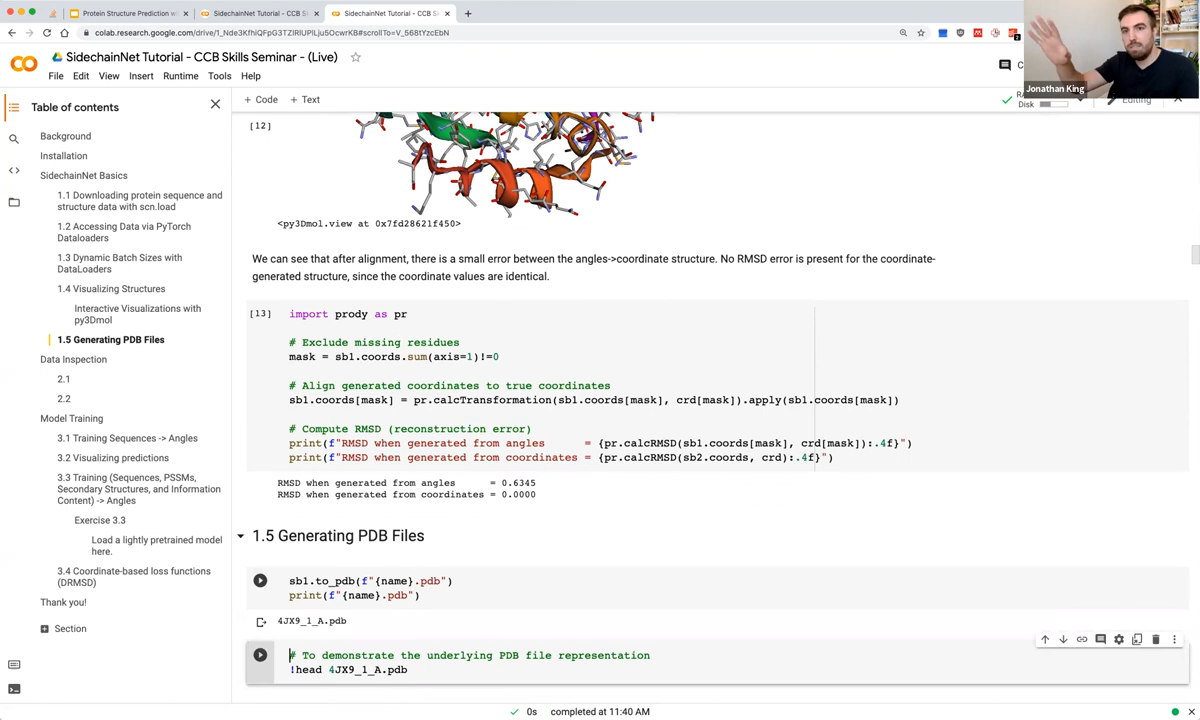 Protein Structure Prediction w
SidechainNet Tutorial - CCB S
SidechainNet Tutorial - CCB S
colab.research.google.com/drive/1_Nde3KfhiQFpG3TZIRlUPlLju5OcwrKB#scrollTo=V_568tYzcEbN
SidechainNet Tutorial - CCB Skills Seminar - (Live)
File Edit View Insert Runtime Tools Help
Jonathan King
Table of contents
+ Code + Text
Disk
Editing
Background
Installation
SidechainNet Basics
1.1 Downloading protein sequence and
structure data with scn.load
1.2 Accessing Data via PyTorch
Dataloaders
1.3 Dynamic Batch Sizes with
DataLoaders
1.4 Visualizing Structures
Interactive Visualizations with
py3Dmol
1.5 Generating PDB Files
Data Inspection
2.1
2.2
Model Training
3.1 Training Sequences -> Angles
3.2 Visualizing predictions
3.3 Training (Sequences, PSSMs,
Secondary Structures, and Information
Content) -> Angles
Exercise 3.3
Load a lightly pretrained model
here.
3.4 Coordinate-based loss functions
(DRMSD)
Thank you!
Section
[12]
<py3Dmol.view at 0x7fd28621f450>
We can see that after alignment, there is a small error between the angles->coordinate structure. No RMSD error is present for the coordinate-
generated structure, since the coordinate values are identical.
[13]
import prody as pr
# Exclude missing residues
mask = sb1.coords.sum(axis=1)!=0
# Align generated coordinates to true coordinates
sb1.coords[mask] = pr.calcTransformation(sb1.coords[mask], crd[mask]).apply(sb1.coords[mask])
# Compute RMSD (reconstruction error)
print(f"RMSD when generated from angles      = {pr.calcRMSD(sb1.coords[mask], crd[mask]):.4f}")
print(f"RMSD when generated from coordinates = {pr.calcRMSD(sb2.coords, crd):.4f}")
RMSD when generated from angles      = 0.6345
RMSD when generated from coordinates = 0.0000
1.5 Generating PDB Files
sb1.to_pdb(f"{name}.pdb")
print(f"{name}.pdb")
4JX9_1_A.pdb
# To demonstrate the underlying PDB file representation
!head 4JX9_1_A.pdb
0s completed at 11:40 AM